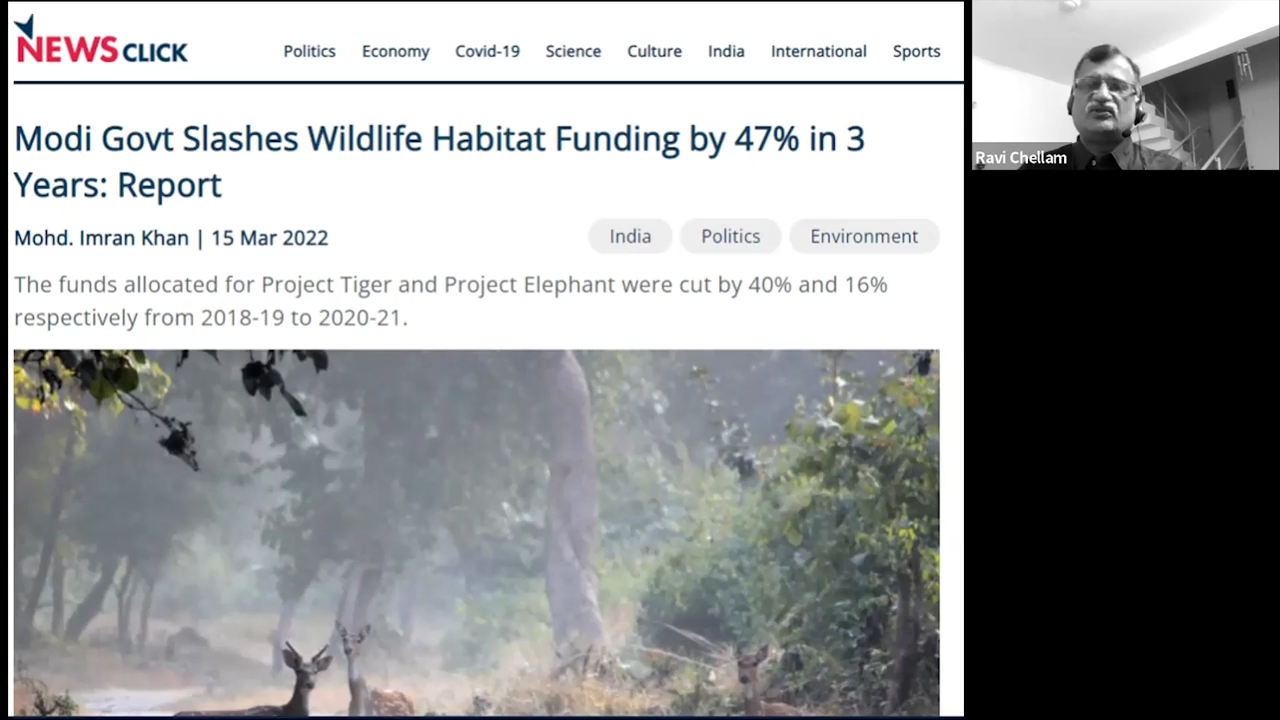 NEWSCLICK
Politics Economy Covid-19 Science Culture India International Sports
Modi Govt Slashes Wildlife Habitat Funding by 47% in 3
Years: Report
Mohd. Imran Khan | 15 Mar 2022
India Politics Environment
The funds allocated for Project Tiger and Project Elephant were cut by 40% and 16%
respectively from 2018-19 to 2020-21.
Ravi Chellam